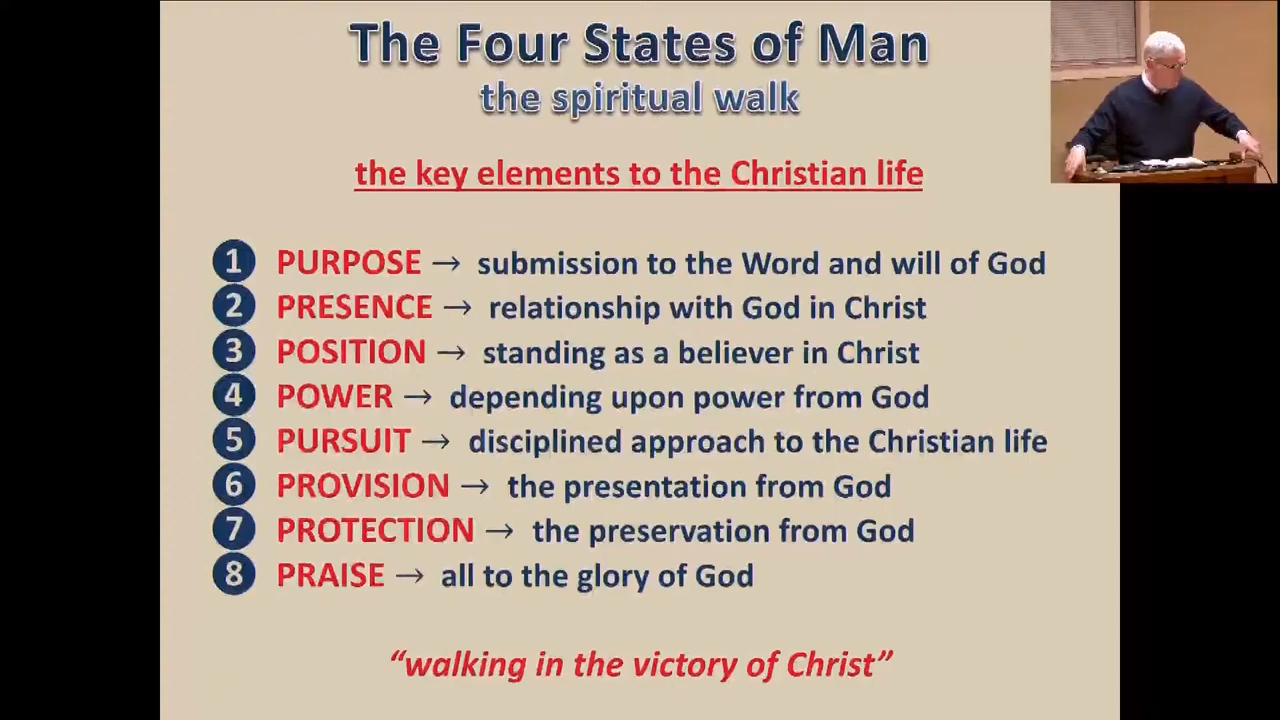 The Four States of Man
the spiritual walk
the key elements to the Christian life
1 PURPOSE → submission to the Word and will of God
2 PRESENCE → relationship with God in Christ
3 POSITION → standing as a believer in Christ
4 POWER → depending upon power from God
5 PURSUIT → disciplined approach to the Christian life
6 PROVISION → the presentation from God
7 PROTECTION → the preservation from God
8 PRAISE → all to the glory of God
“walking in the victory of Christ”